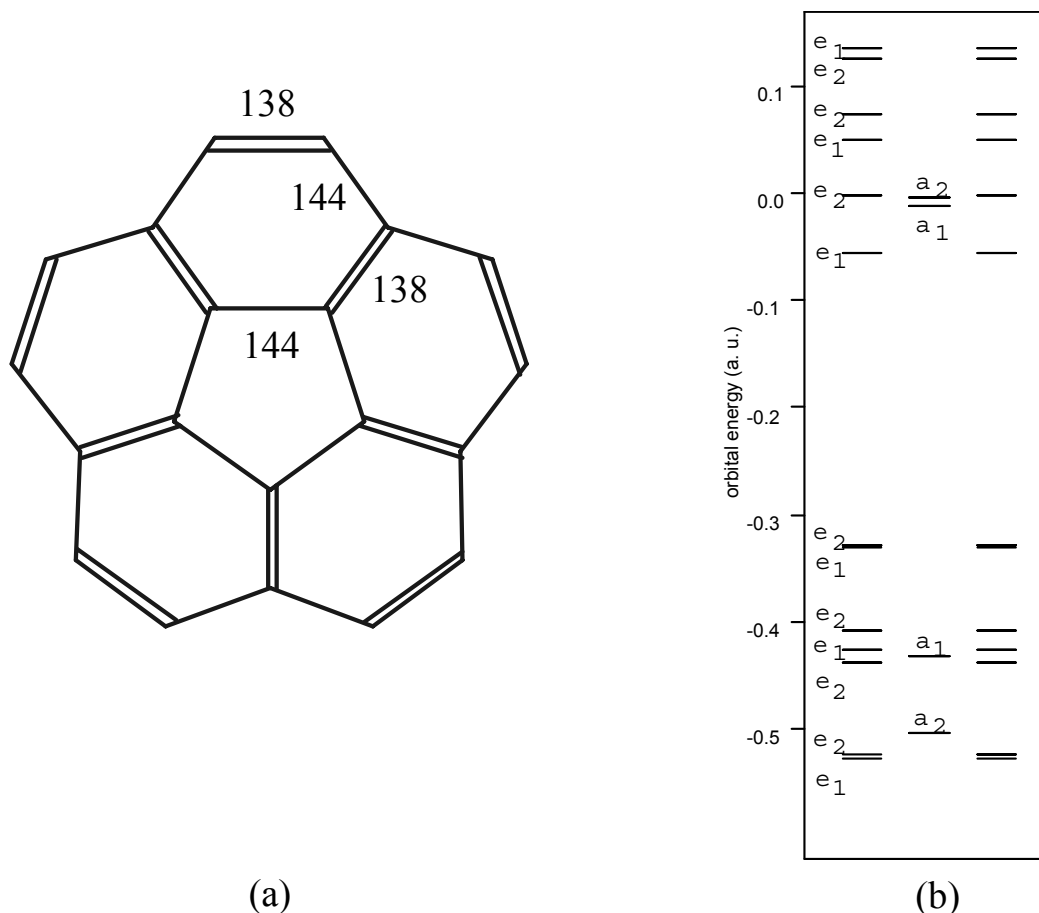 138
144
138
144
(a)
orbital energy (a. u.)
0.1
0.0
-0.1
-0.2
-0.3
-0.4
-0.5
e1
e2
e2
e1
e2
a2
a1
e1
e2
e1
e2
e1
a1
e2
a2
e2
e1
(b)